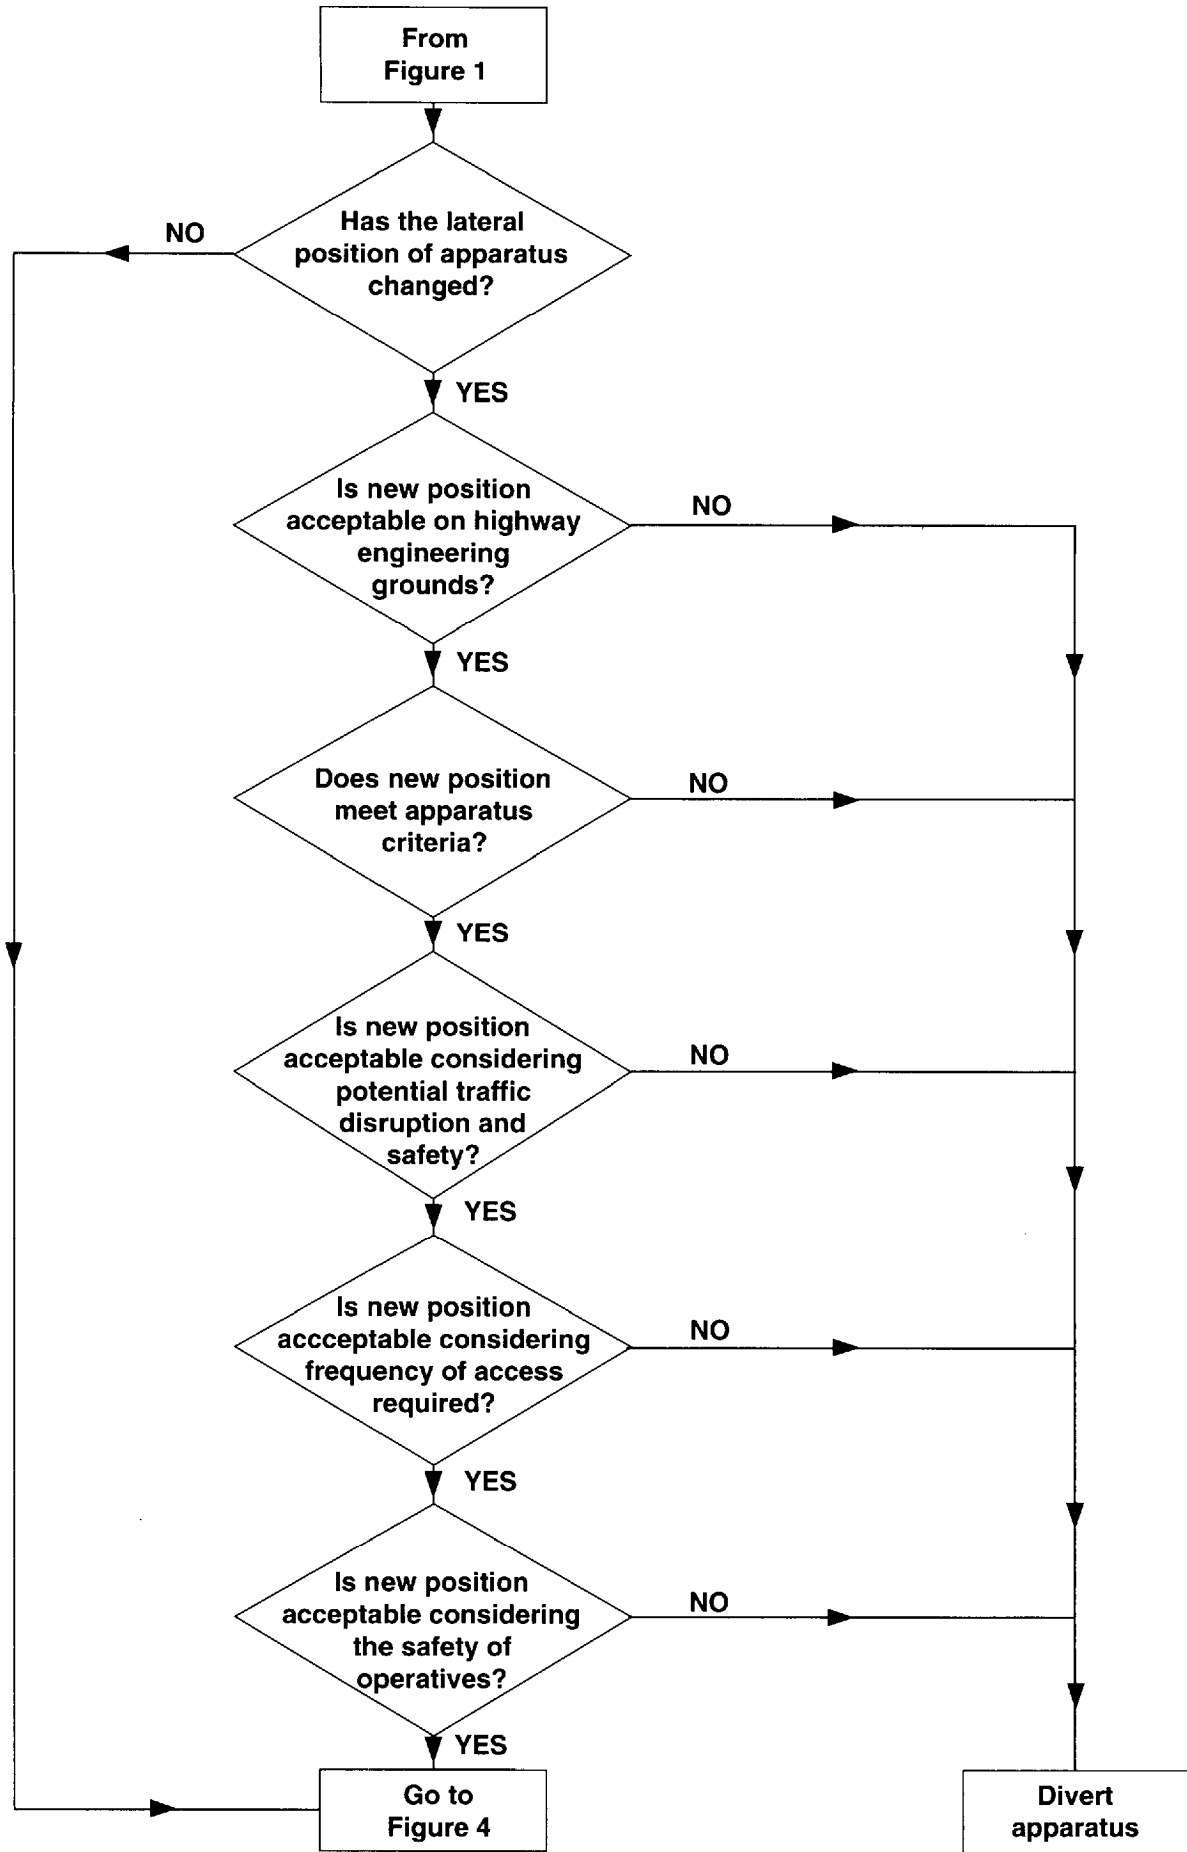 From
Figure 1
Has the lateral
position of apparatus
changed?
NO
YES
Is new position
acceptable on highway
engineering
grounds?
NO
YES
Does new position
meet apparatus
criteria?
NO
YES
Is new position
acceptable considering
potential traffic
disruption and
safety?
NO
YES
Is new position
accceptable considering
frequency of access
required?
NO
YES
Is new position
acceptable considering
the safety of
operatives?
NO
YES
Go to
Figure 4
Divert
apparatus